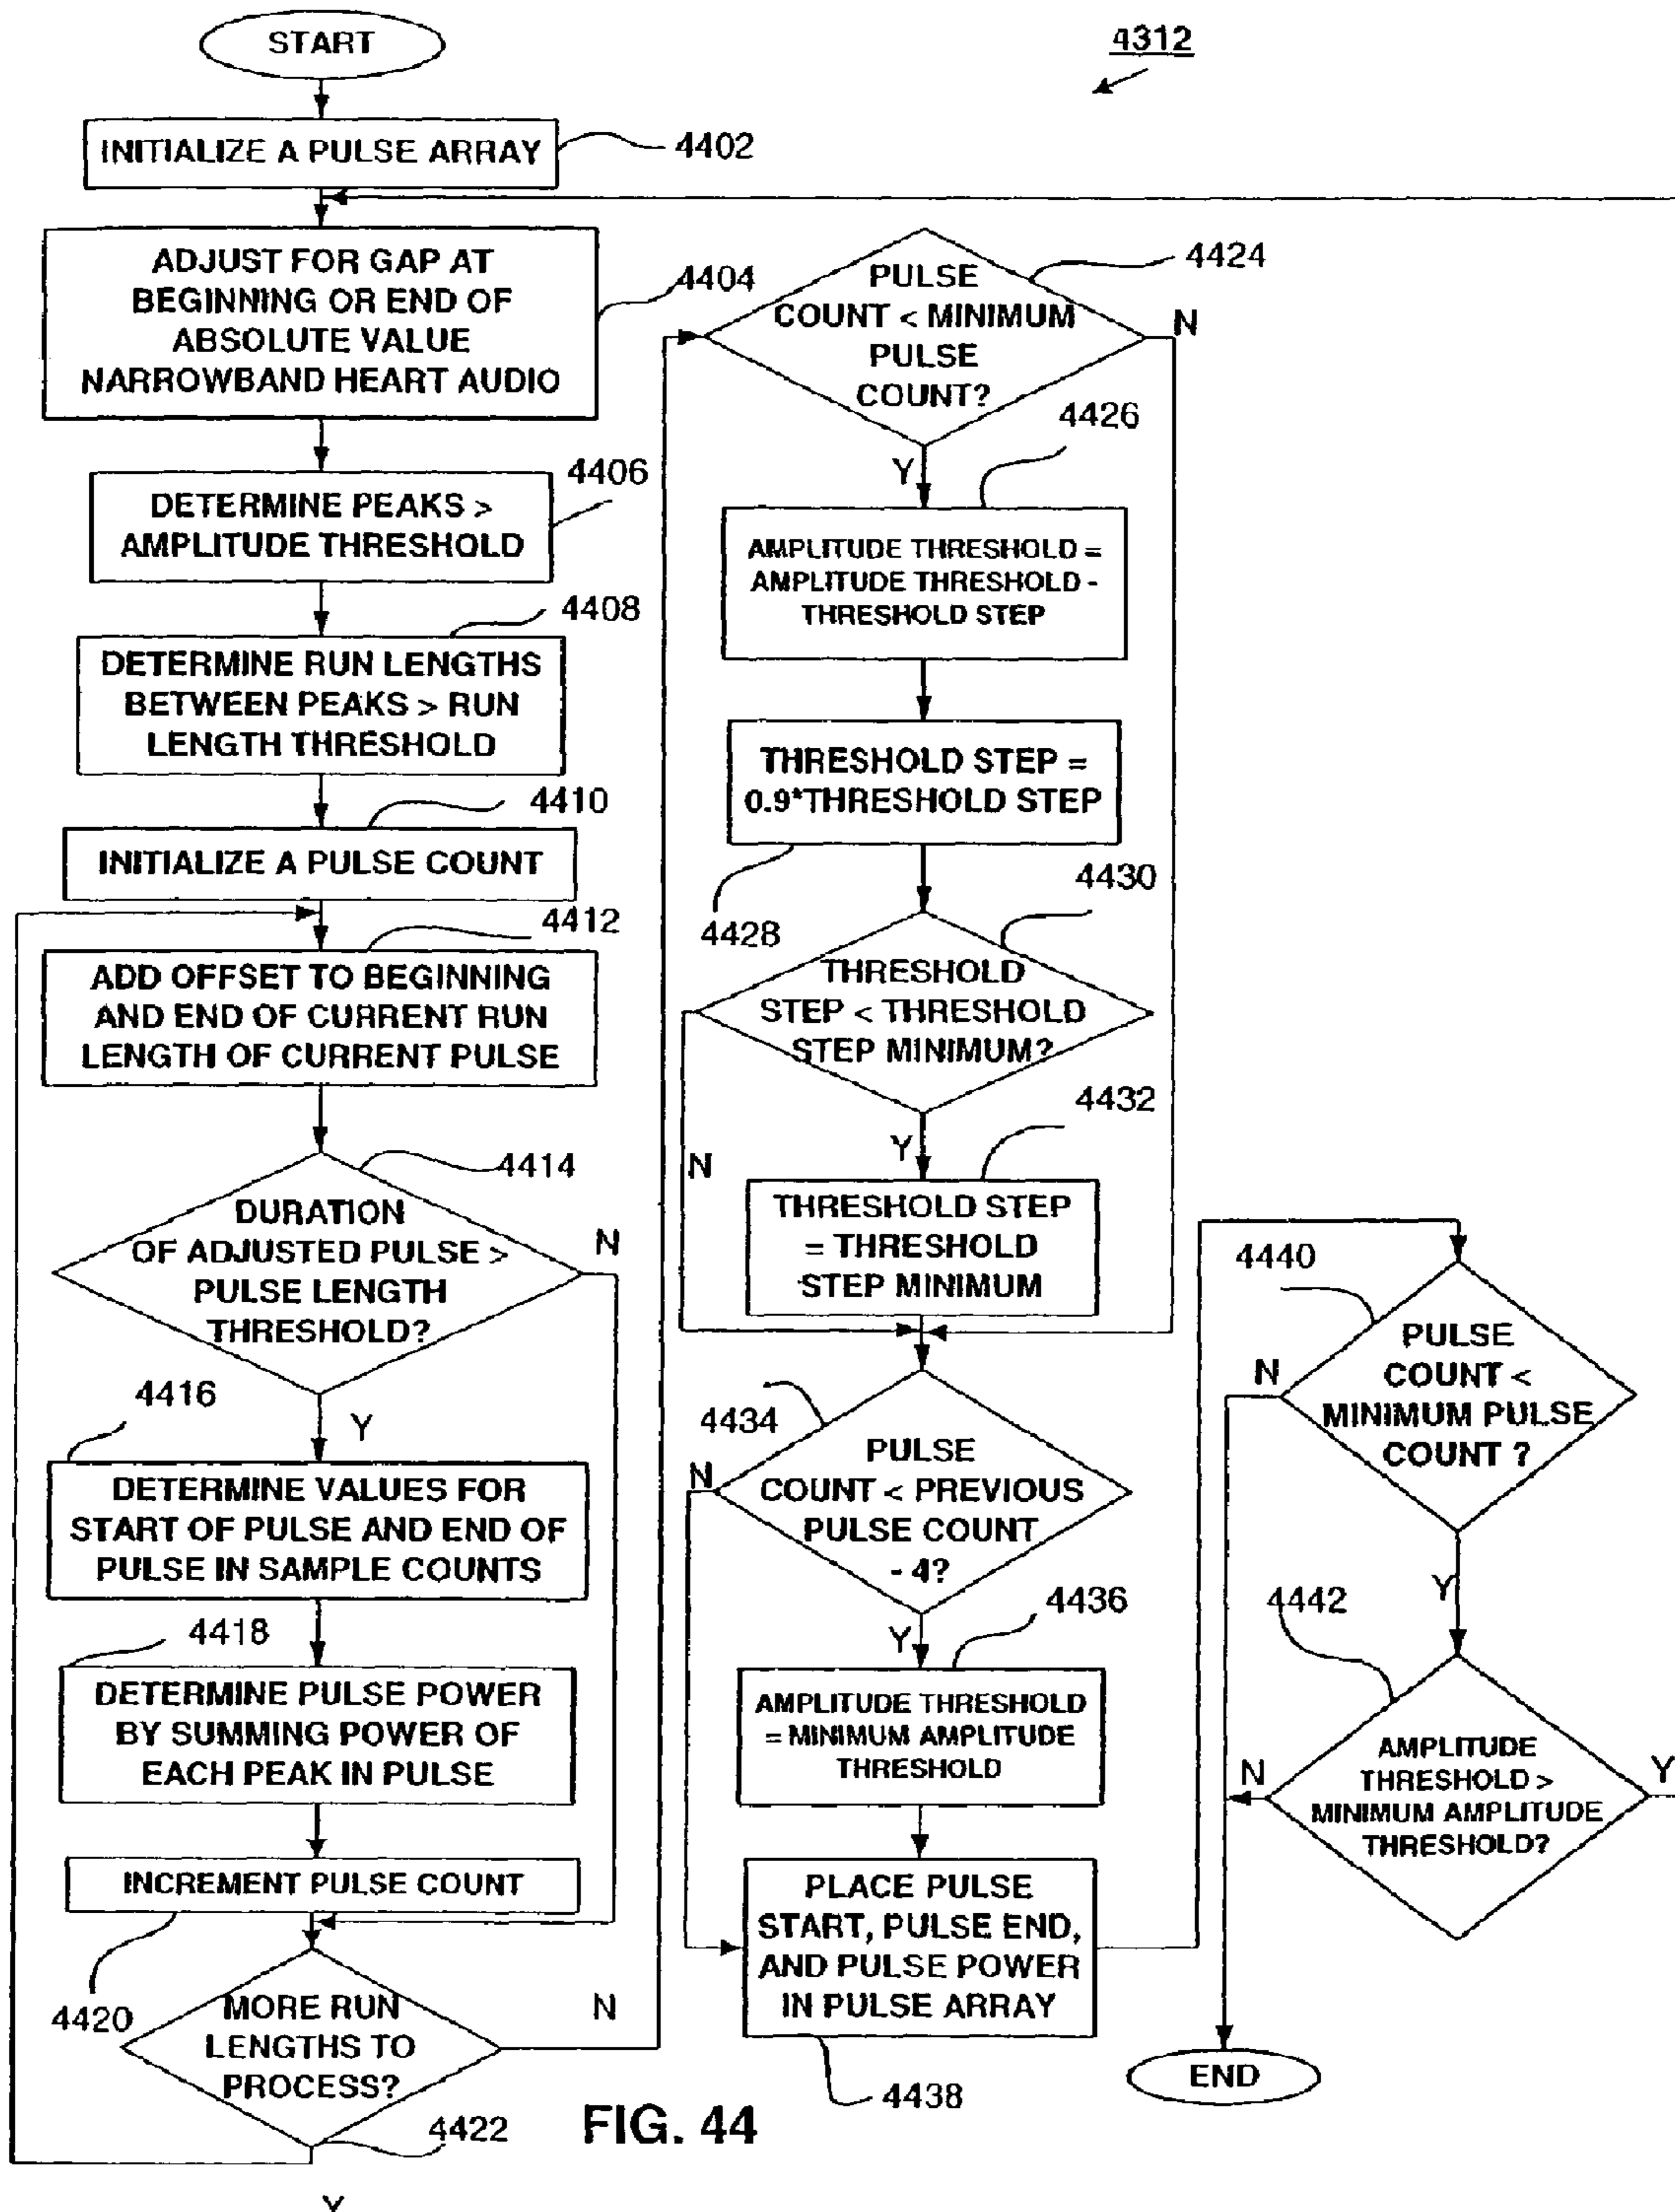 START
4312
INITIALIZE A PULSE ARRAY
4402
ADJUST FOR GAP AT
BEGINNING OR END OF
ABSOLUTE VALUE
NARROWBAND HEART AUDIO
4404
DETERMINE PEAKS >
AMPLITUDE THRESHOLD
4406
DETERMINE RUN LENGTHS
BETWEEN PEAKS > RUN
LENGTH THRESHOLD
4408
INITIALIZE A PULSE COUNT
4410
ADD OFFSET TO BEGINNING
AND END OF CURRENT RUN
LENGTH OF CURRENT PULSE
4412
DURATION
OF ADJUSTED PULSE >
PULSE LENGTH
THRESHOLD?
4414
N
Y
4416
DETERMINE VALUES FOR
START OF PULSE AND END OF
PULSE IN SAMPLE COUNTS
4418
DETERMINE PULSE POWER
BY SUMMING POWER OF
EACH PEAK IN PULSE
INCREMENT PULSE COUNT
4420
MORE RUN
LENGTHS TO
PROCESS?
N
4422
Y
PULSE
COUNT < MINIMUM
PULSE
COUNT?
4424
N
Y
4426
AMPLITUDE THRESHOLD =
AMPLITUDE THRESHOLD -
THRESHOLD STEP
THRESHOLD STEP =
0.9*THRESHOLD STEP
4428
4430
THRESHOLD
STEP < THRESHOLD
STEP MINIMUM?
N
Y
4432
THRESHOLD STEP
= THRESHOLD
STEP MINIMUM
4434
PULSE
COUNT < PREVIOUS
PULSE COUNT
- 4?
N
Y
4436
AMPLITUDE THRESHOLD
= MINIMUM AMPLITUDE
THRESHOLD
PLACE PULSE
START, PULSE END,
AND PULSE POWER
IN PULSE ARRAY
4438
4440
PULSE
COUNT <
MINIMUM PULSE
COUNT ?
N
Y
4442
AMPLITUDE
THRESHOLD >
MINIMUM AMPLITUDE
THRESHOLD?
N
Y
END
FIG. 44